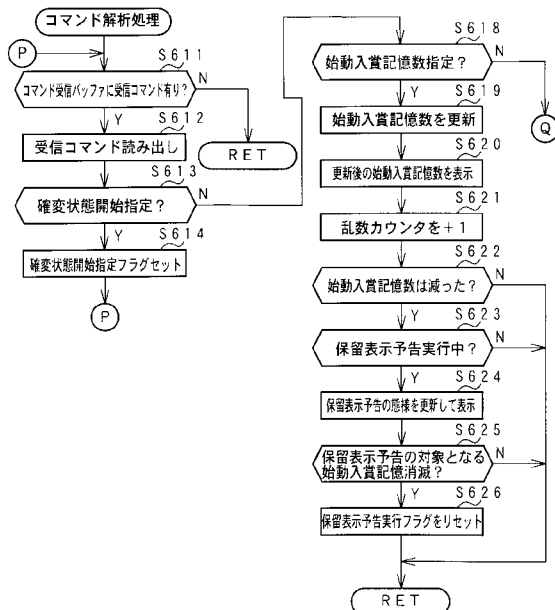 コマンド解析処理
P
S611
コマンド受信バッファに受信コマンド有り?
N
Y
S612
受信コマンド読み出し
RET
S613
確変状態開始指定?
N
Y
S614
確変状態開始指定フラグセット
P
S618
始動入賞記憶数指定?
N
Y
S619
始動入賞記憶数を更新
Q
S620
更新後の始動入賞記憶数を表示
S621
乱数カウンタを+1
S622
始動入賞記憶数は減った?
N
Y
S623
保留表示予告実行中?
N
Y
S624
保留表示予告の態様を更新して表示
S625
保留表示予告の対象となる
始動入賞記憶消滅?
N
Y
S626
保留表示予告実行フラグをリセット
RET